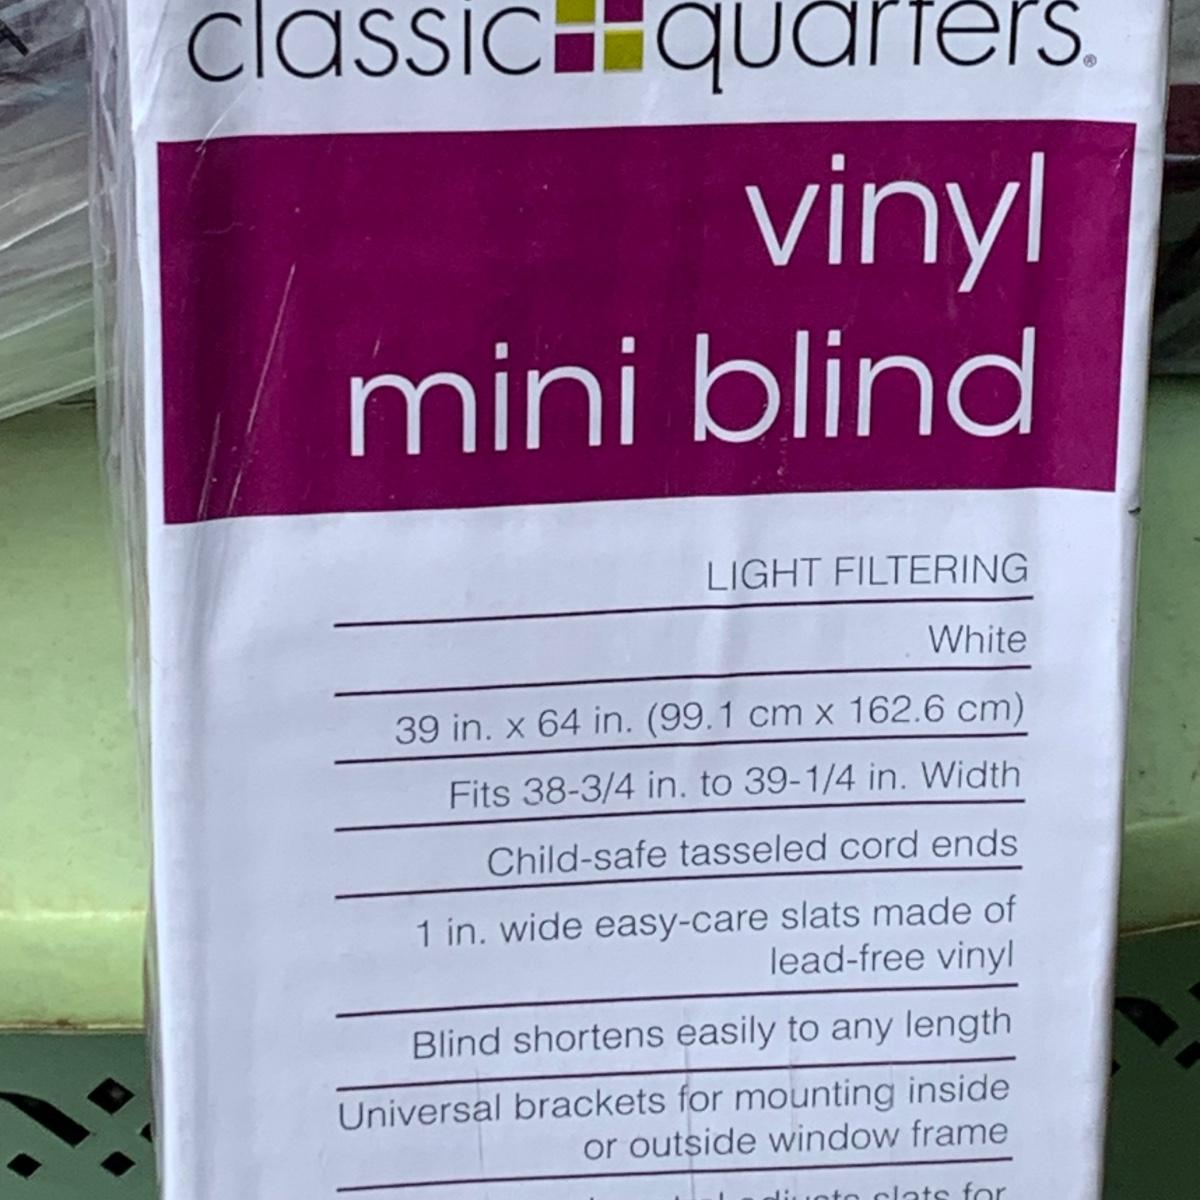 classic quarters®
vinyl
mini blind
LIGHT FILTERING
White
39 in. x 64 in. (99.1 cm x 162.6 cm)
Fits 38-3/4 in. to 39-1/4 in. Width
Child-safe tasseled cord ends
1 in. wide easy-care slats made of
lead-free vinyl
Blind shortens easily to any length
Universal brackets for mounting inside
or outside window frame
adjusts slats for